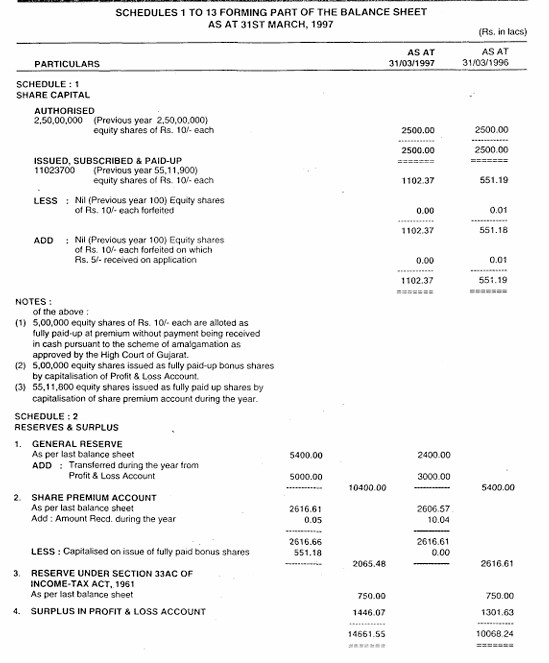 SCHEDULES 1 TO 13 FORMING PART OF THE BALANCE SHEET
AS AT 31ST MARCH, 1997
(Rs. in lacs)
AS AT AS AT
PARTICULARS 31/03/1997 31/03/1996
SCHEDULE : 1
SHARE CAPITAL
AUTHORISED
2,50,00,000 (Previous year 2,50,00,000)
equity shares of Rs. 10/- each 2500.00 2500.00
------------ ------------
2500.00 2500.00
======= =======
ISSUED, SUBSCRIBED & PAID-UP
11023700 (Previous year 55,11,900)
equity shares of Rs. 10/- each 1102.37 551.19
LESS : Nil (Previous year 100) Equity shares
of Rs. 10/- each forfeited 0.00 0.01
------------ ------------
1102.37 551.18
ADD : Nil (Previous year 100) Equity shares
of Rs. 10/- each forfeited on which
Rs. 5/- received on application 0.00 0.01
------------ ------------
1102.37 551.19
======= =======
NOTES :
of the above :
(1) 5,00,000 equity shares of Rs. 10/- each are alloted as
fully paid-up at premium without payment being received
in cash pursuant to the scheme of amalgamation as
approved by the High Court of Gujarat.
(2) 5,00,000 equity shares issued as fully paid-up bonus shares
by capitalisation of Profit & Loss Account.
(3) 55,11,800 equity shares issued as fully paid up shares by
capitalisation of share premium account during the year.
SCHEDULE : 2
RESERVES & SURPLUS
1. GENERAL RESERVE
As per last balance sheet 5400.00 2400.00
ADD : Transferred during the year from
Profit & Loss Account 5000.00 3000.00
------------ 10400.00 ------------ 5400.00
2. SHARE PREMIUM ACCOUNT
As per last balance sheet 2616.61 2606.57
Add : Amount Recd. during the year 0.05 10.04
------------ ------------
2616.66 2616.61
LESS : Capitalised on issue of fully paid bonus shares 551.18 0.00
------------ 2065.48 ------------ 2616.61
3. RESERVE UNDER SECTION 33AC OF
INCOME-TAX ACT, 1961
As per last balance sheet 750.00 750.00
4. SURPLUS IN PROFIT & LOSS ACCOUNT 1446.07 1301.63
------------ ------------
14661.55 10068.24
======= =======